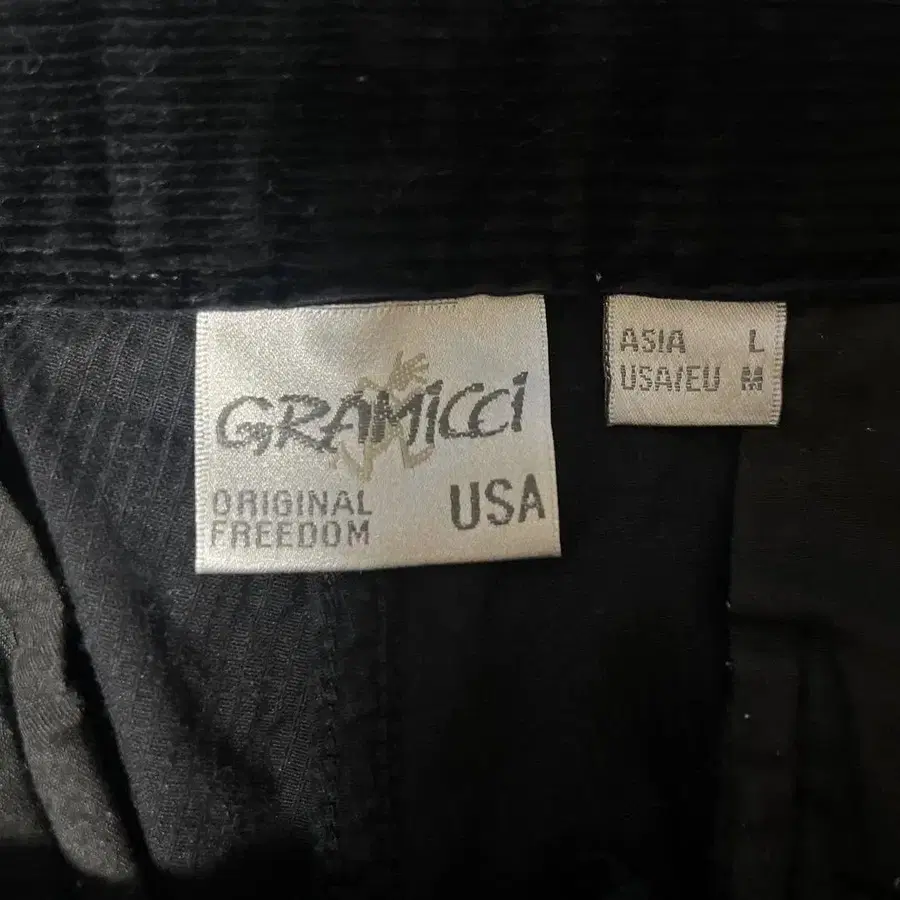 GRAMiCCi
ORIGINAL
FREEDOM
USA
ASIA L
USA/EU M